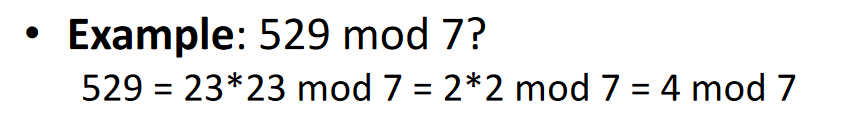 • Example: 529 mod 7?
529 = 23*23 mod 7 = 2*2 mod 7 = 4 mod 7